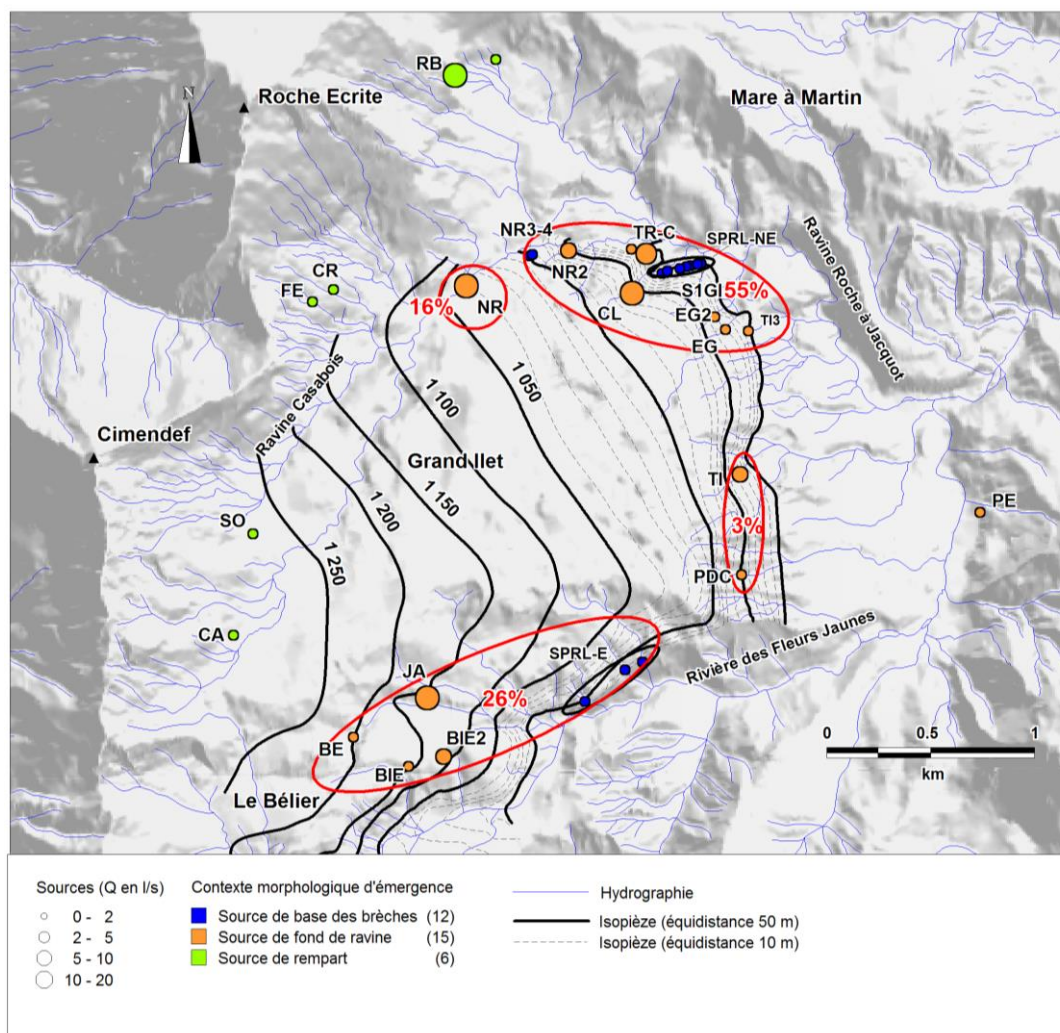 RB
N
Roche Ecrite
Mare à Martin
NR3-4
TR-C
SPRL-NE
Ravine Roche à Jacquot
CR
NR2
FE
16%
NR
S1GI
55%
CL
EG2
TI3
EG
Ravine Casabois
1 050
1 100
Cimendef
Grand Ilet
1 150
TI
1 200
PE
SO
3%
1 250
PDC
CA
SPRL-E
Rivière des Fleurs Jaunes
JA
26%
BE
BIE2
BIE
0
0.5
1
km
Le Bélier
Sources (Q en l/s)
0 - 2
2 - 5
5 - 10
10 - 20
Contexte morphologique d'émergence
Source de base des brèches (12)
Source de fond de ravine (15)
Source de rempart (6)
Hydrographie
Isopièze (équidistance 50 m)
Isopièze (équidistance 10 m)